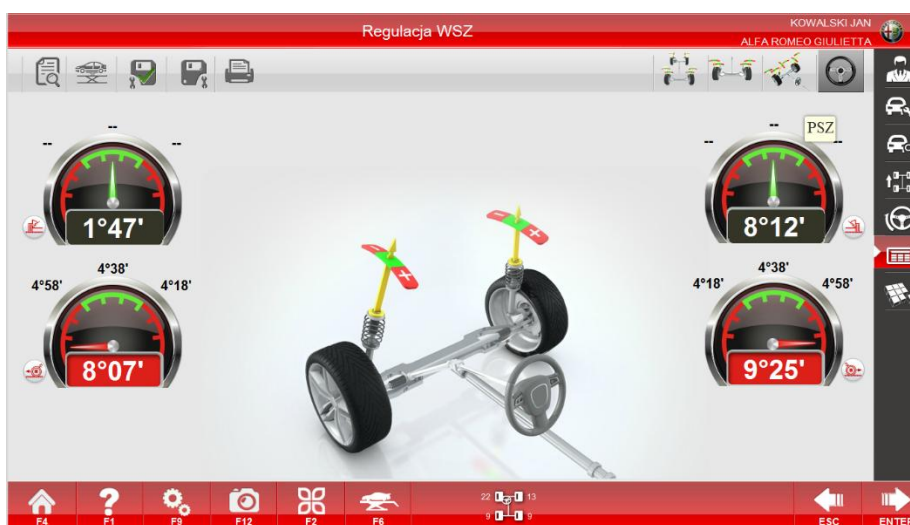 Regulacja WSZ
KOWALSKI JAN
ALFA ROMEO GIULIETTA
PSZ
-- -- --
-- -- --
1°47'
8°12'
4°58' 4°38' 4°18'
4°18' 4°38' 4°58'
8°07'
9°25'
- +
- +
22 13
9 9
F4 F1 F9 F12 F2 F6 ESC ENTER